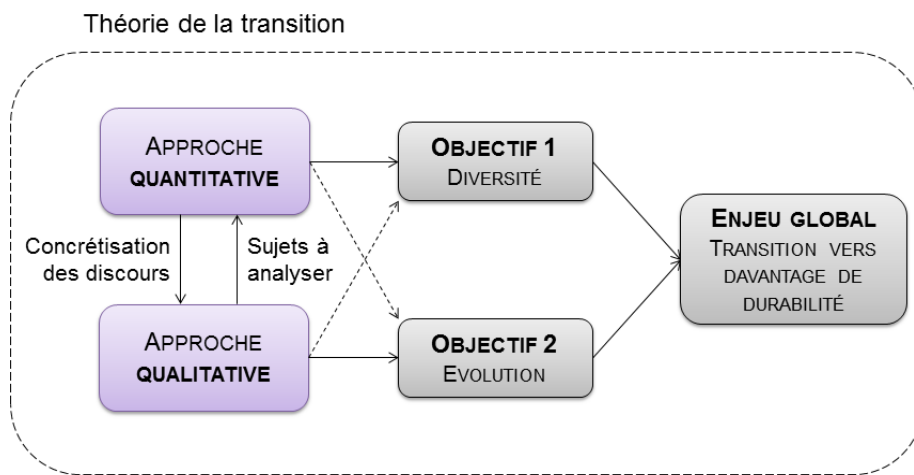 Théorie de la transition
APPROCHE
QUANTITATIVE
OBJECTIF 1
DIVERSITÉ
ENJEU GLOBAL
TRANSITION VERS
DAVANTAGE DE
DURABILITÉ
Concrétisation
des discours
Sujets à
analyser
APPROCHE
QUALITATIVE
OBJECTIF 2
EVOLUTION